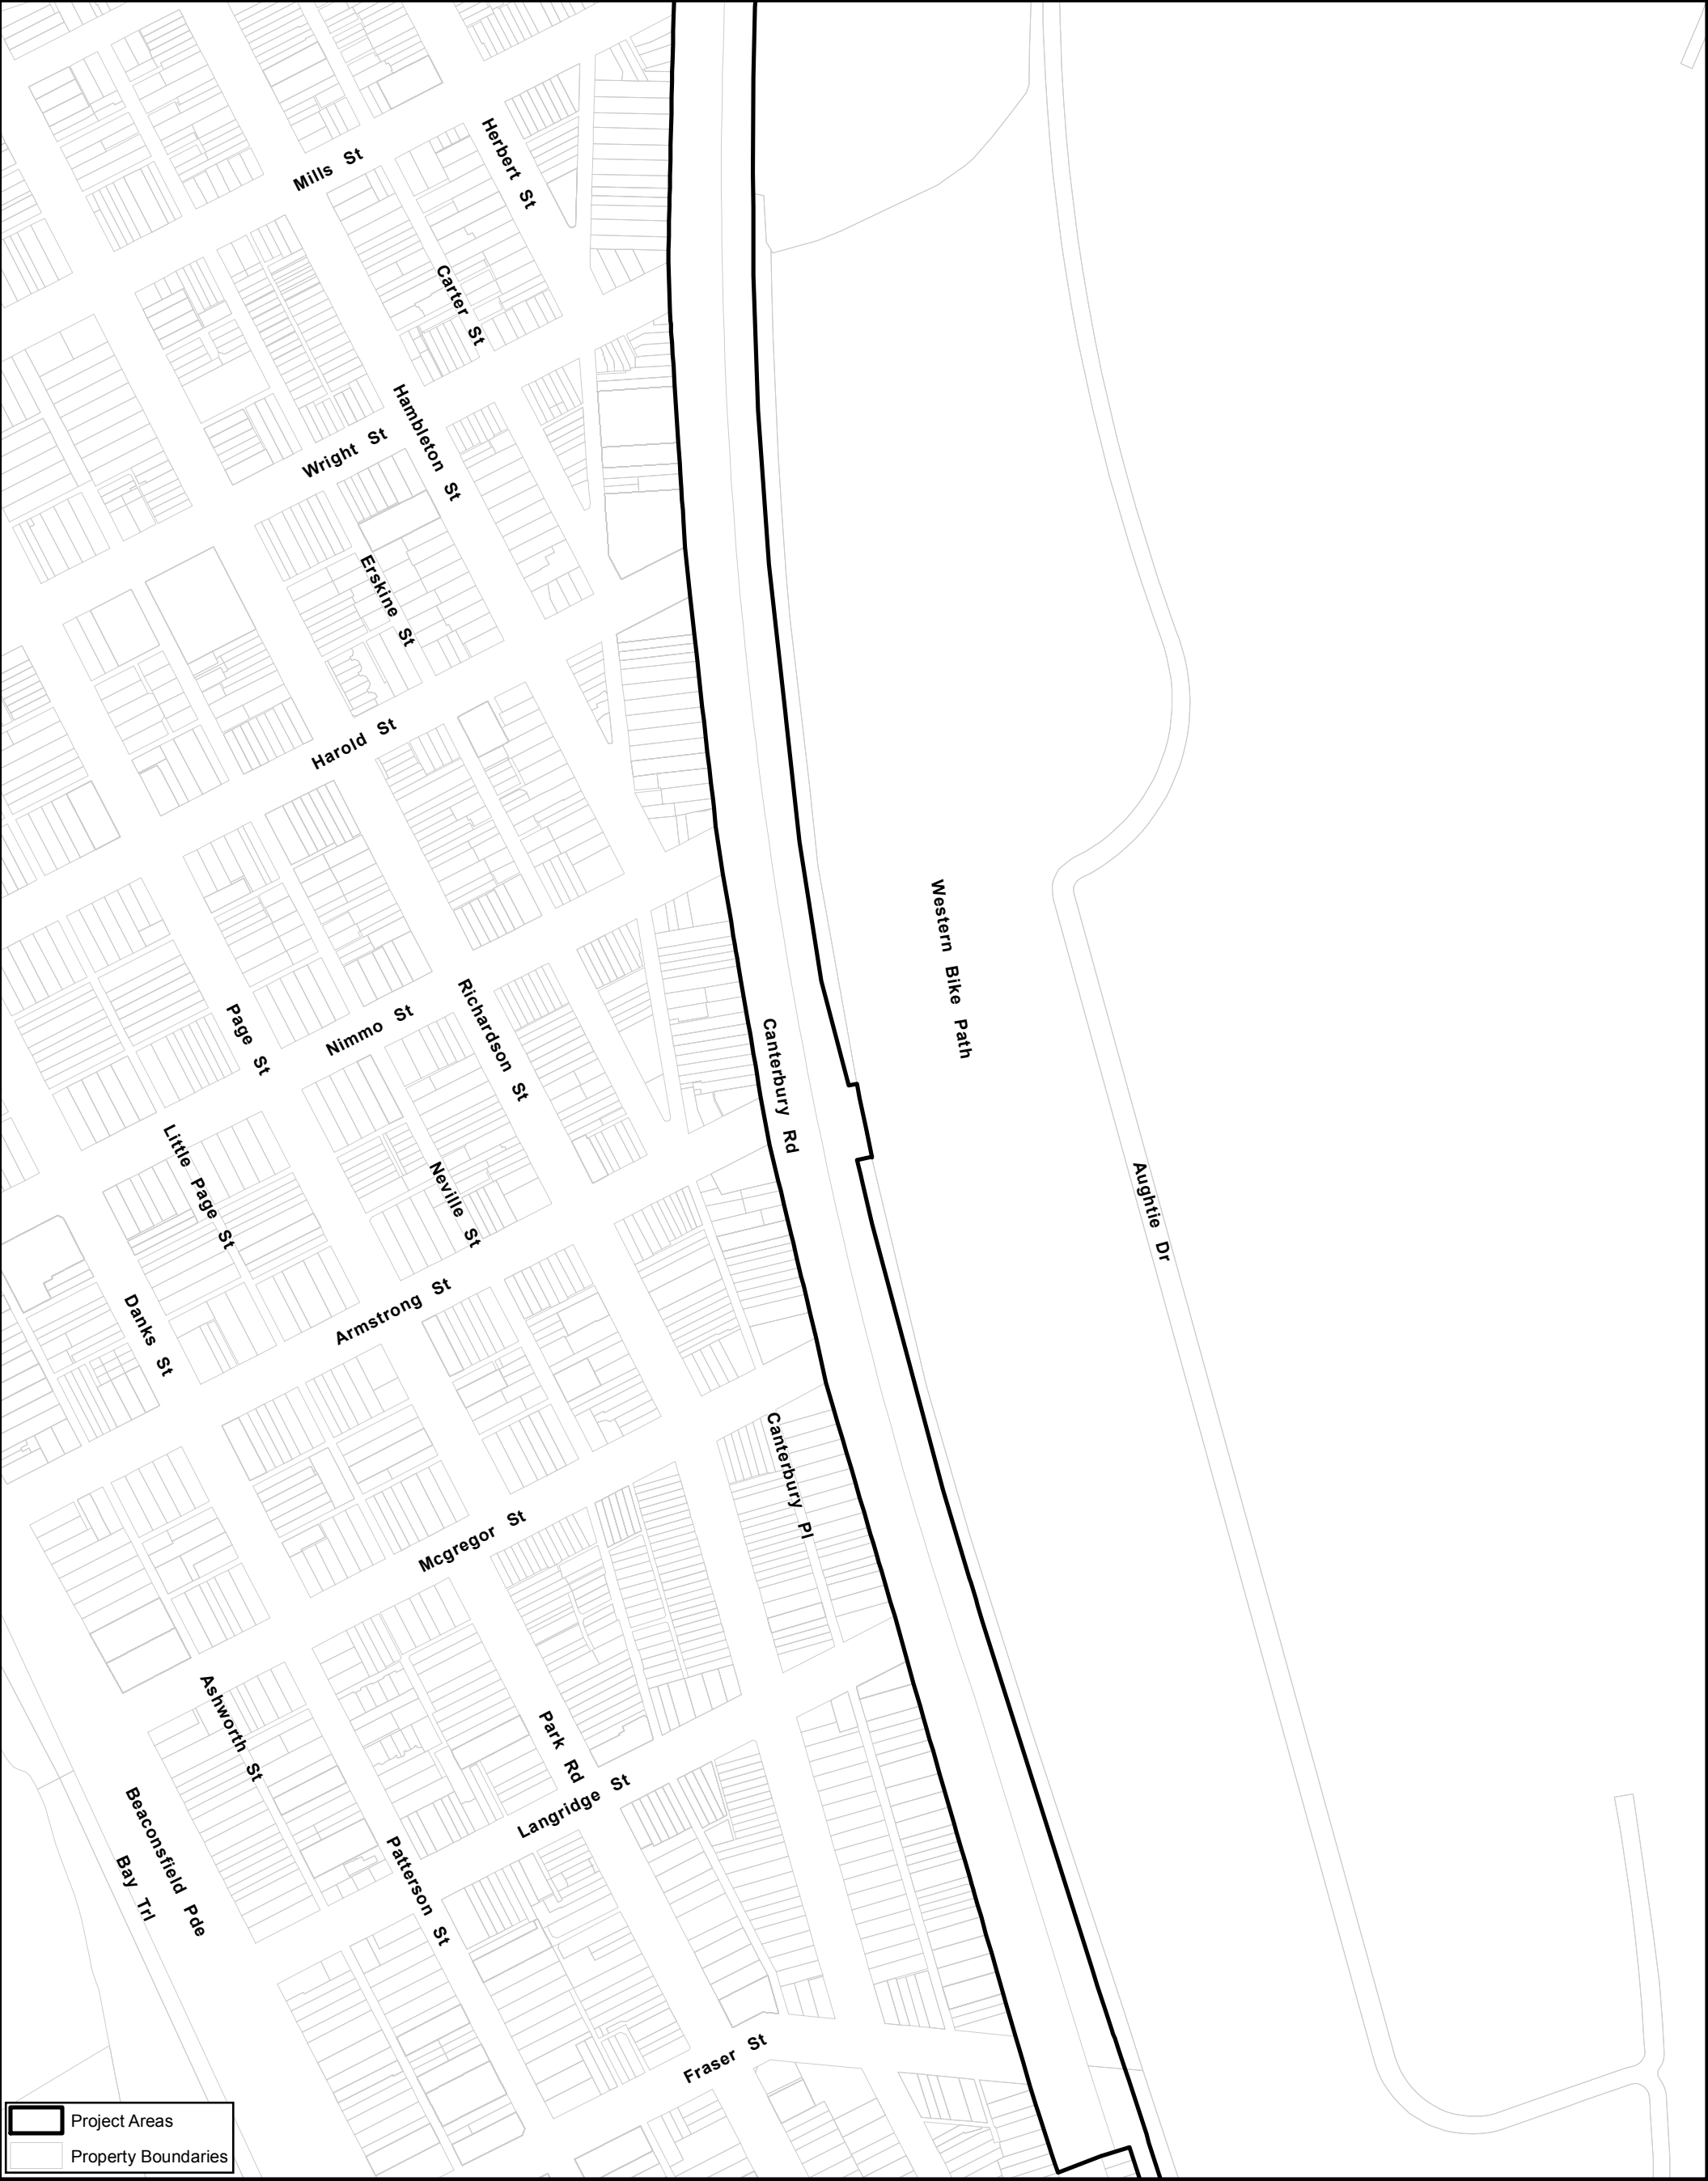 Herbert St
Mills St
Carter St
Hambleton St
Wright St
Erskine St
Harold St
Western Bike Path
Richardson St
Page St
Nimmo St
Canterbury Rd
Little Page St
Neville St
Aughtie Dr
Danks St
Armstrong St
Canterbury Pl
Mcgregor St
Ashworth St
Park Rd
Langridge St
Beaconsfield Pde
Bay Trl
Patterson St
Fraser St
Project Areas
Property Boundaries